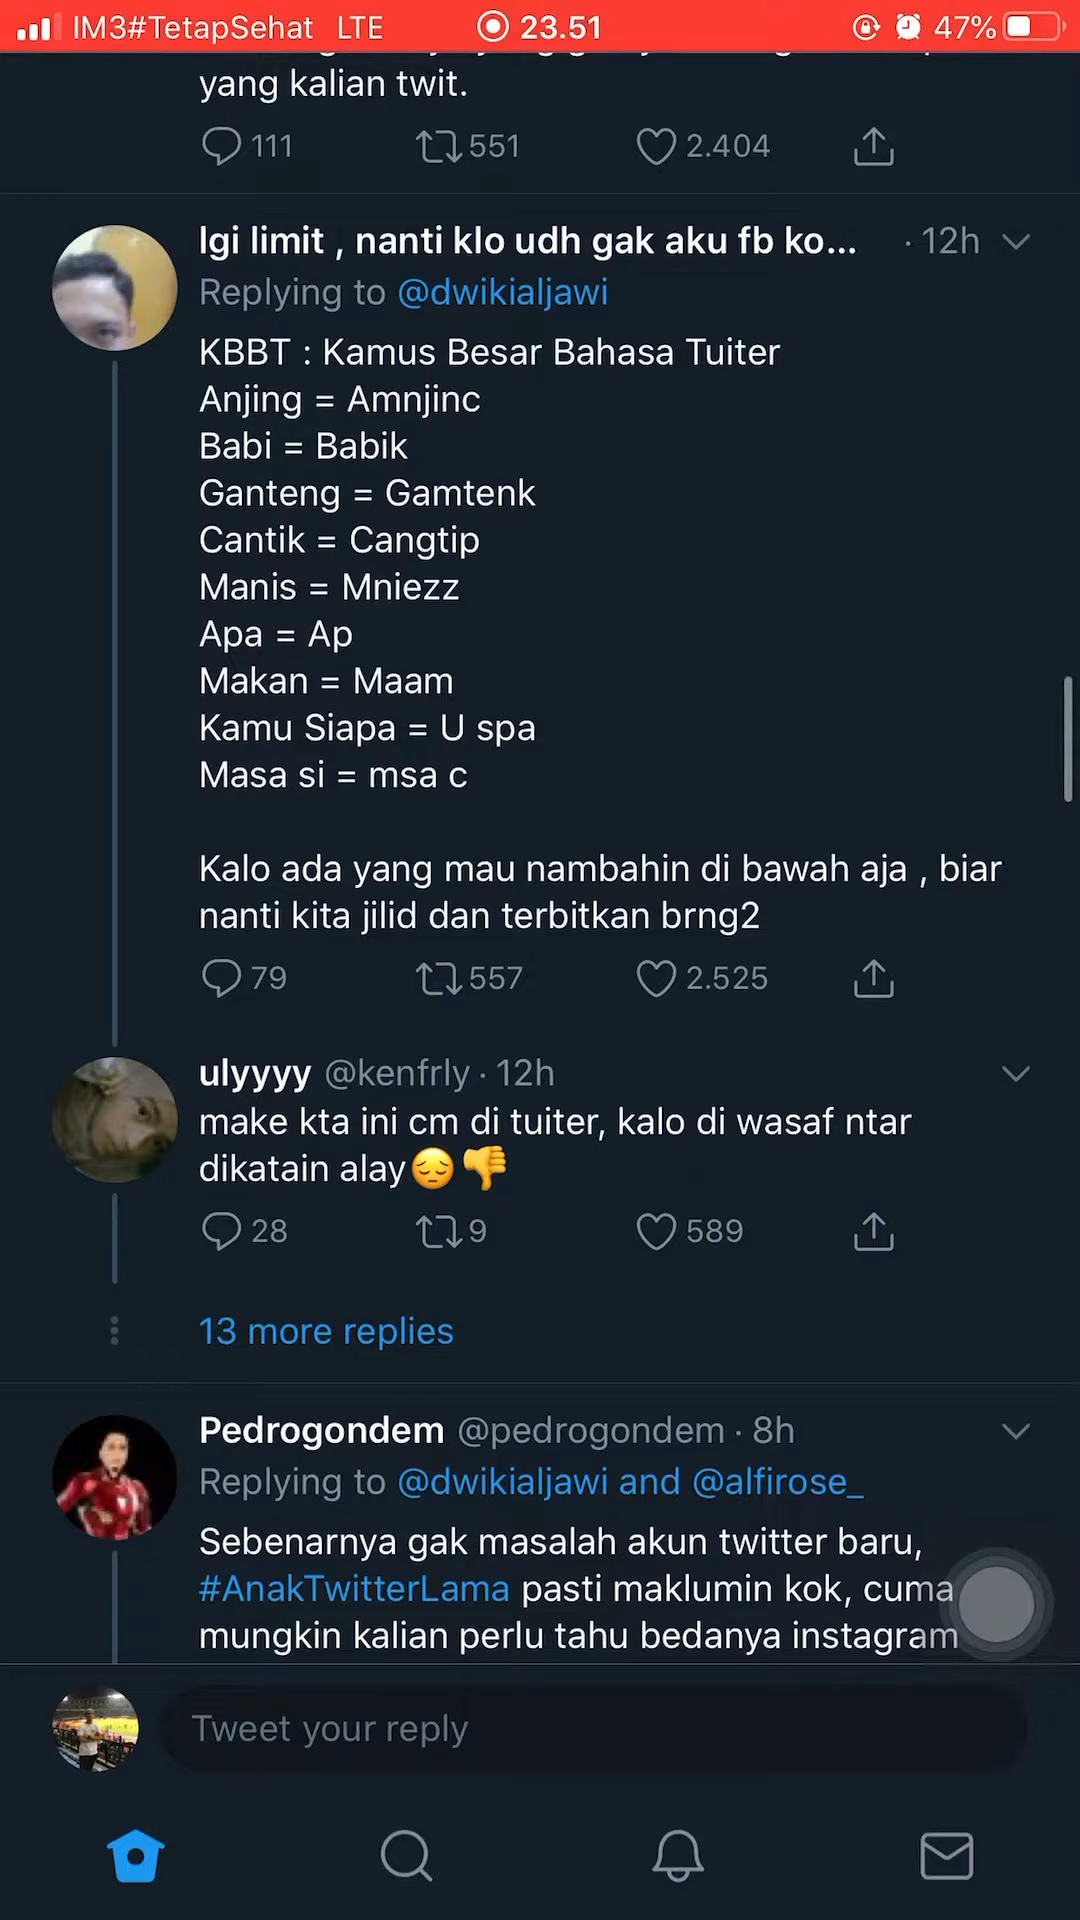 IM3#TetapSehat LTE 23.51 47%
yang kalian twit.
111 551 2.404
lgi limit , nanti klo udh gak aku fb ko... · 12h
Replying to @dwikialjawi
KBBT : Kamus Besar Bahasa Tuiter
Anjing = Amnjinc
Babi = Babik
Ganteng = Gamtenk
Cantik = Cangtip
Manis = Mniezz
Apa = Ap
Makan = Maam
Kamu Siapa = U spa
Masa si = msa c
Kalo ada yang mau nambahin di bawah aja , biar
nanti kita jilid dan terbitkan brng2
79 557 2.525
ulyyyy @kenfrly · 12h
make kta ini cm di tuiter, kalo di wasaf ntar
dikatain alay😔👎
28 9 589
13 more replies
Pedrogondem @pedrogondem · 8h
Replying to @dwikialjawi and @alfirose_
Sebenarnya gak masalah akun twitter baru,
#AnakTwitterLama pasti maklumin kok, cuma
mungkin kalian perlu tahu bedanya instagram
Tweet your reply